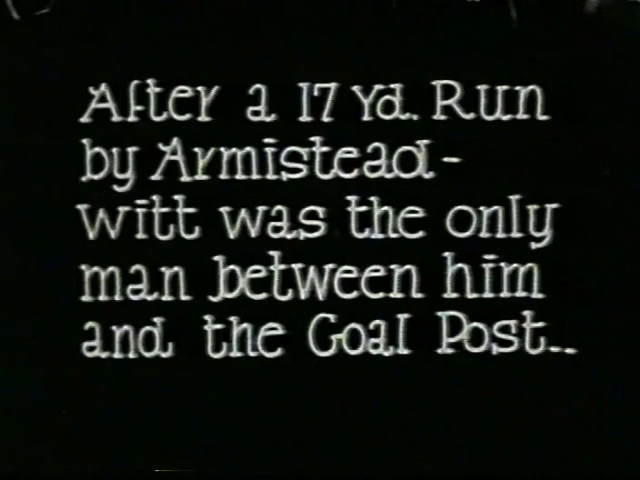 After a 17 Yd. Run
by Armistead-
witt was the only
man between him
and the Goal Post..